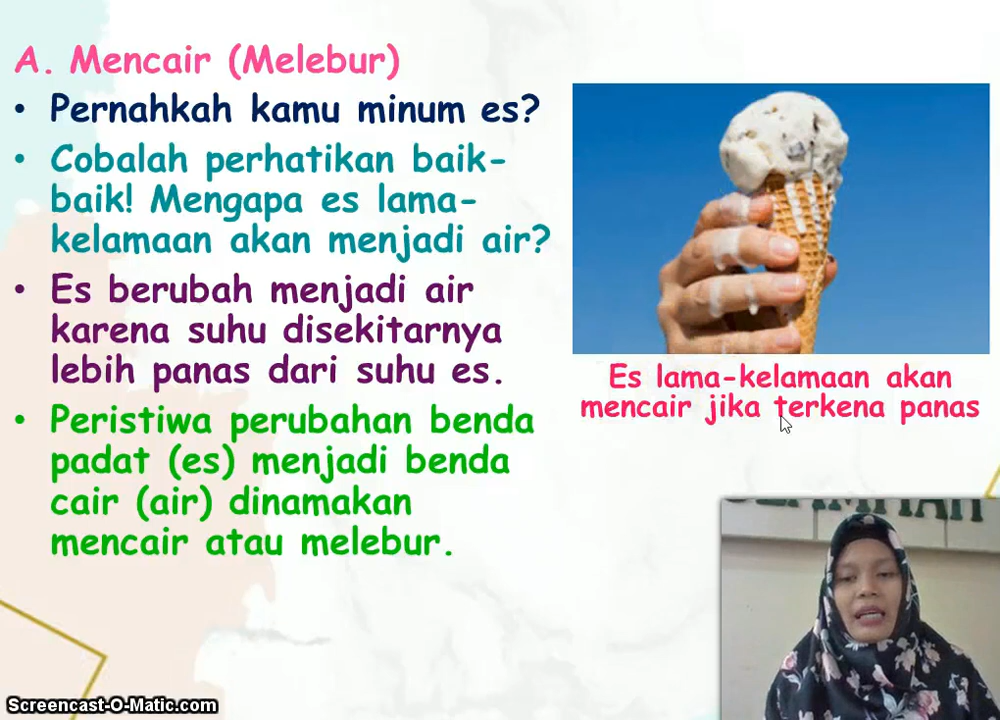 A. Mencair (Melebur)
• Pernahkah kamu minum es?
• Cobalah perhatikan baik-
baik! Mengapa es lama-
kelamaan akan menjadi air?
• Es berubah menjadi air
karena suhu disekitarnya
lebih panas dari suhu es.
• Peristiwa perubahan benda
padat (es) menjadi benda
cair (air) dinamakan
mencair atau melebur.
Es lama-kelamaan akan
mencair jika terkena panas
Screencast-O-Matic.com